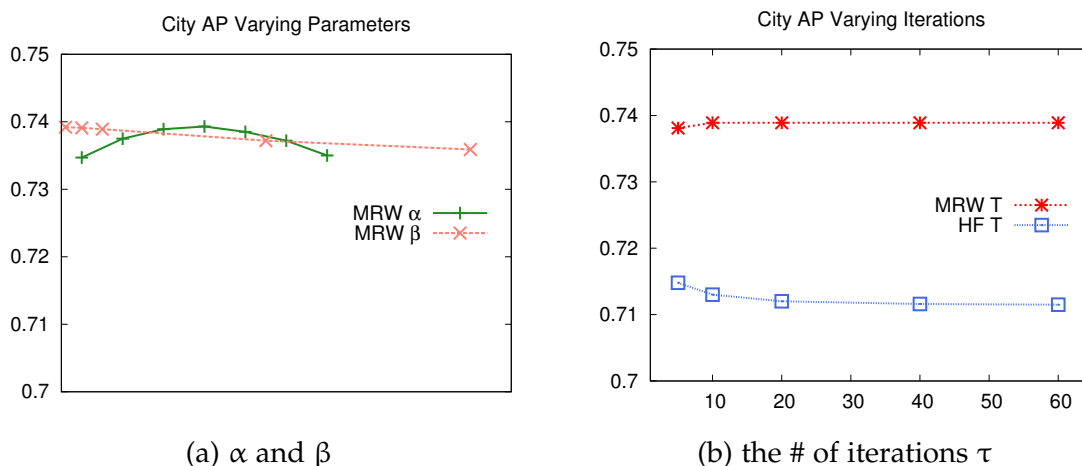 City AP Varying Parameters
0.75
0.74
0.73
0.72
0.71
0.7
MRW α
MRW β
(a) α and β
City AP Varying Iterations
0.75
0.74
0.73
0.72
0.71
0.7
MRW T
HF T
10 20 30 40 50 60
(b) the # of iterations τ